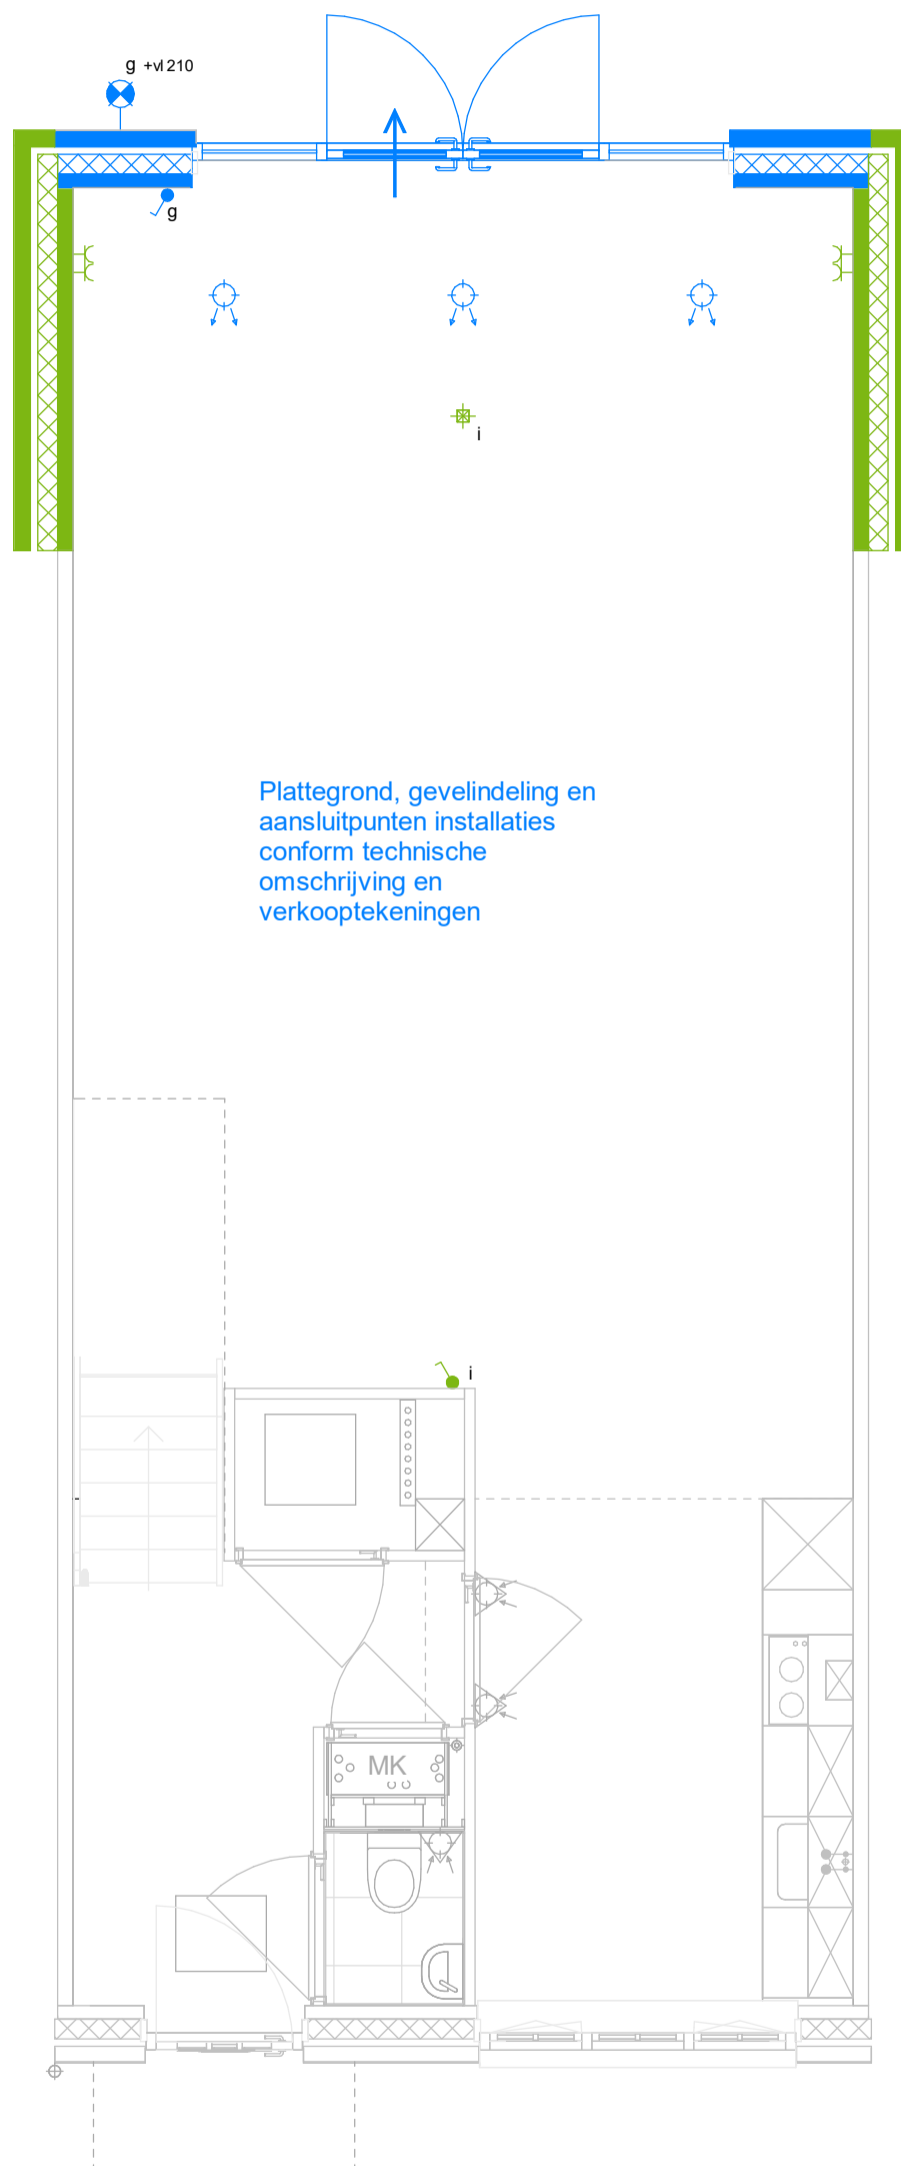 g +vl 210
g
i
Plattegrond, gevelindeling en
aansluitpunten installaties
conform technische
omschrijving en
verkooptekeningen
i
MK